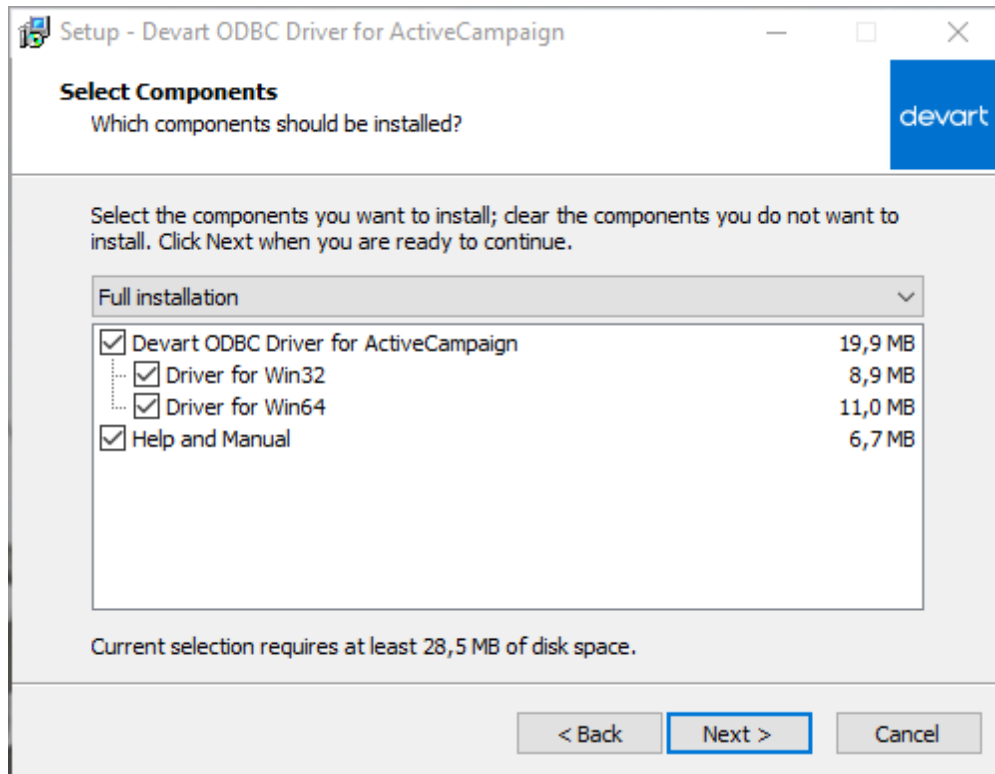 Setup - Devart ODBC Driver for ActiveCampaign
Select Components
Which components should be installed?
devart
Select the components you want to install; clear the components you do not want to
install. Click Next when you are ready to continue.
Full installation
Devart ODBC Driver for ActiveCampaign 19,9 MB
Driver for Win32 8,9 MB
Driver for Win64 11,0 MB
Help and Manual 6,7 MB
Current selection requires at least 28,5 MB of disk space.
< Back Next > Cancel